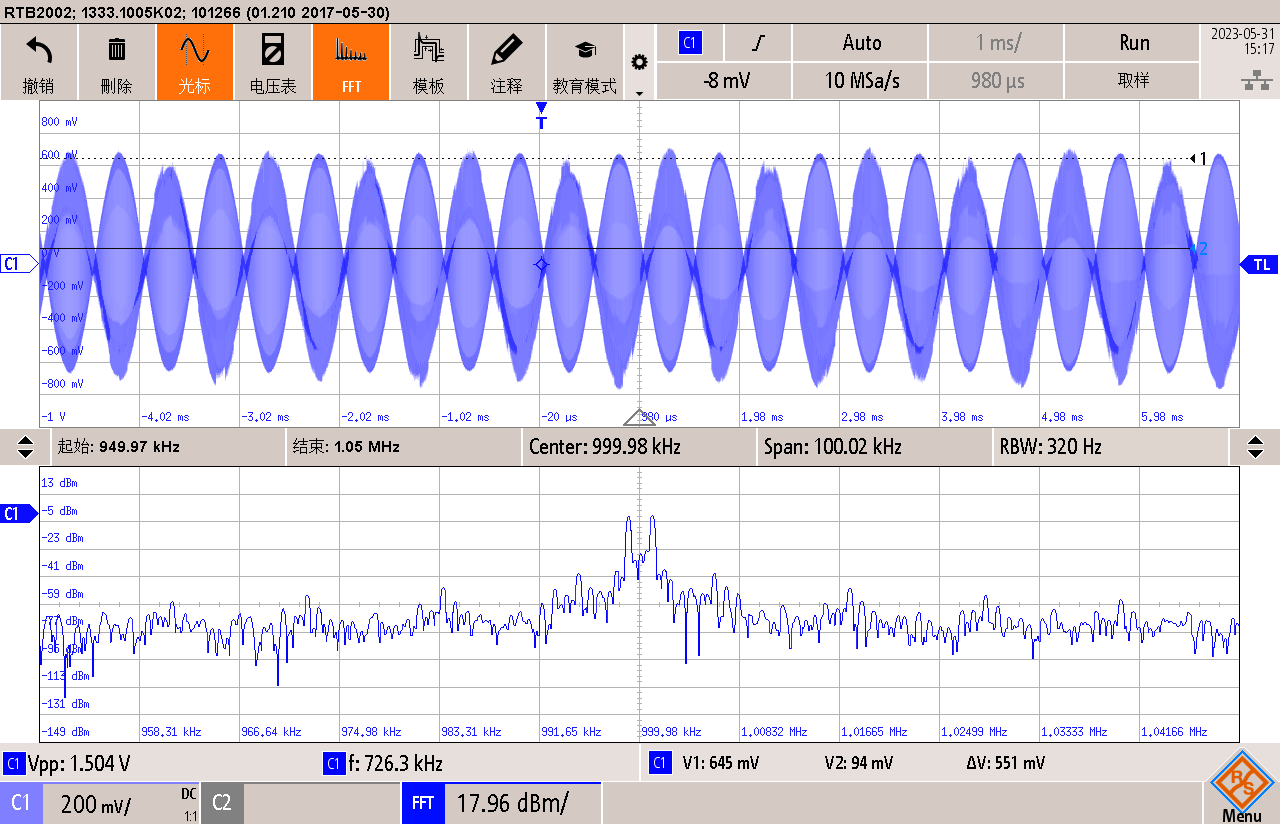 RTB2002; 1333.1005K02; 101266 (01.210 2017-05-30)
撤销 删除 光标 电压表 FFT 模板 注释 教育模式
C1 Auto 1 ms/ Run 2023-05-31
15:17
-8 mV 10 MSa/s 980 µs 取样
T
800 mV
600 mV
1
400 mV
200 mV
0 V
2
C1
TL
-200 mV
-400 mV
-600 mV
-800 mV
-1 V -4.02 ms -3.02 ms -2.02 ms -1.02 ms -20 µs 980 µs 1.98 ms 2.98 ms 3.98 ms 4.98 ms 5.98 ms
起始: 949.97 kHz 结束: 1.05 MHz Center: 999.98 kHz Span: 100.02 kHz RBW: 320 Hz
13 dBm
C1
-5 dBm
-23 dBm
-41 dBm
-59 dBm
-77 dBm
-95 dBm
-113 dBm
-131 dBm
-149 dBm 958.31 kHz 966.64 kHz 974.98 kHz 983.31 kHz 991.65 kHz 999.98 kHz 1.00832 MHz 1.01665 MHz 1.02499 MHz 1.03333 MHz 1.04166 MHz
C1 Vpp: 1.504 V C1 f: 726.3 kHz C1 V1: 645 mV V2: 94 mV ΔV: 551 mV
C1 200 mV/ DC
1:1
C2 FFT 17.96 dBm/
R&S
Menu